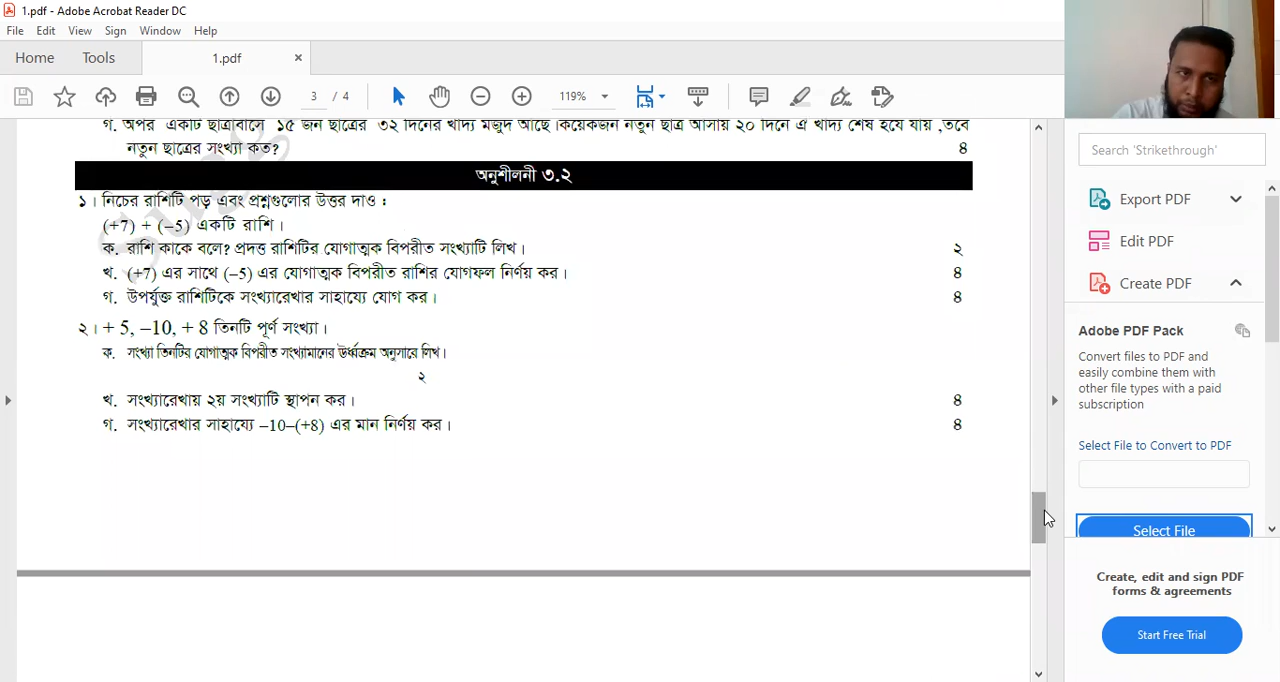 1.pdf - Adobe Acrobat Reader DC
File Edit View Sign Window Help
Home Tools 1.pdf ×
3 / 4 119%
গ. অপর একটি ছাত্রাবাসে ১৫ জন ছাত্রের ৩২ দিনের খাদ্য মজুদ আছে।কয়েকজন নতুন ছাত্র আসায় ২০ দিনে ঐ খাদ্য শেষ হযে যায় ,তবে
নতুন ছাত্রের সংখ্যা কত? ৪
অনুশীলনী ৩.২
১। নিচের রাশিটি পড় এবং প্রশ্নগুলোর উত্তর দাও :
(+7) + (–5) একটি রাশি।
ক. রাশি কাকে বলে? প্রদত্ত রাশিটির যোগাত্মক বিপরীত সংখ্যাটি লিখ। ২
খ. (+7) এর সাথে (–5) এর যোগাত্মক বিপরীত রাশির যোগফল নির্ণয় কর। ৪
গ. উপর্যুক্ত রাশিটিকে সংখ্যারেখার সাহায্যে যোগ কর। ৪
২। + 5, –10, + 8 তিনটি পূর্ণ সংখ্যা।
ক. সংখ্যা তিনটির যোগাত্মক বিপরীত সংখ্যামানের উর্ধ্বক্রম অনুসারে লিখ।
২
খ. সংখ্যারেখায় ২য় সংখ্যাটি স্থাপন কর। ৪
গ. সংখ্যারেখার সাহায্যে –10–(+8) এর মান নির্ণয় কর। ৪
Search 'Strikethrough'
Export PDF
Edit PDF
Create PDF
Adobe PDF Pack
Convert files to PDF and
easily combine them with
other file types with a paid
subscription
Select File to Convert to PDF
Select File
Create, edit and sign PDF
forms & agreements
Start Free Trial